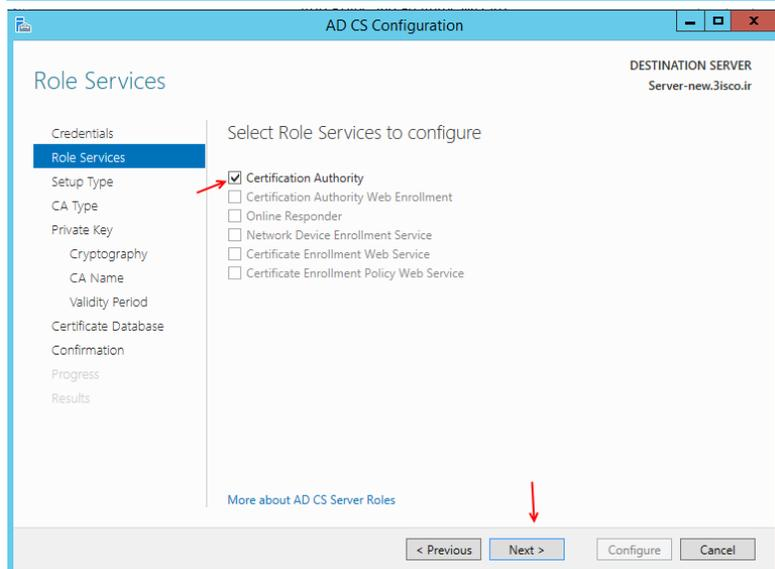 AD CS Configuration
Role Services
DESTINATION SERVER
Server-new.3isco.ir
Credentials
Role Services
Setup Type
CA Type
Private Key
Cryptography
CA Name
Validity Period
Certificate Database
Confirmation
Progress
Results
Select Role Services to configure
Certification Authority
Certification Authority Web Enrollment
Online Responder
Network Device Enrollment Service
Certificate Enrollment Web Service
Certificate Enrollment Policy Web Service
More about AD CS Server Roles
< Previous
Next >
Configure
Cancel